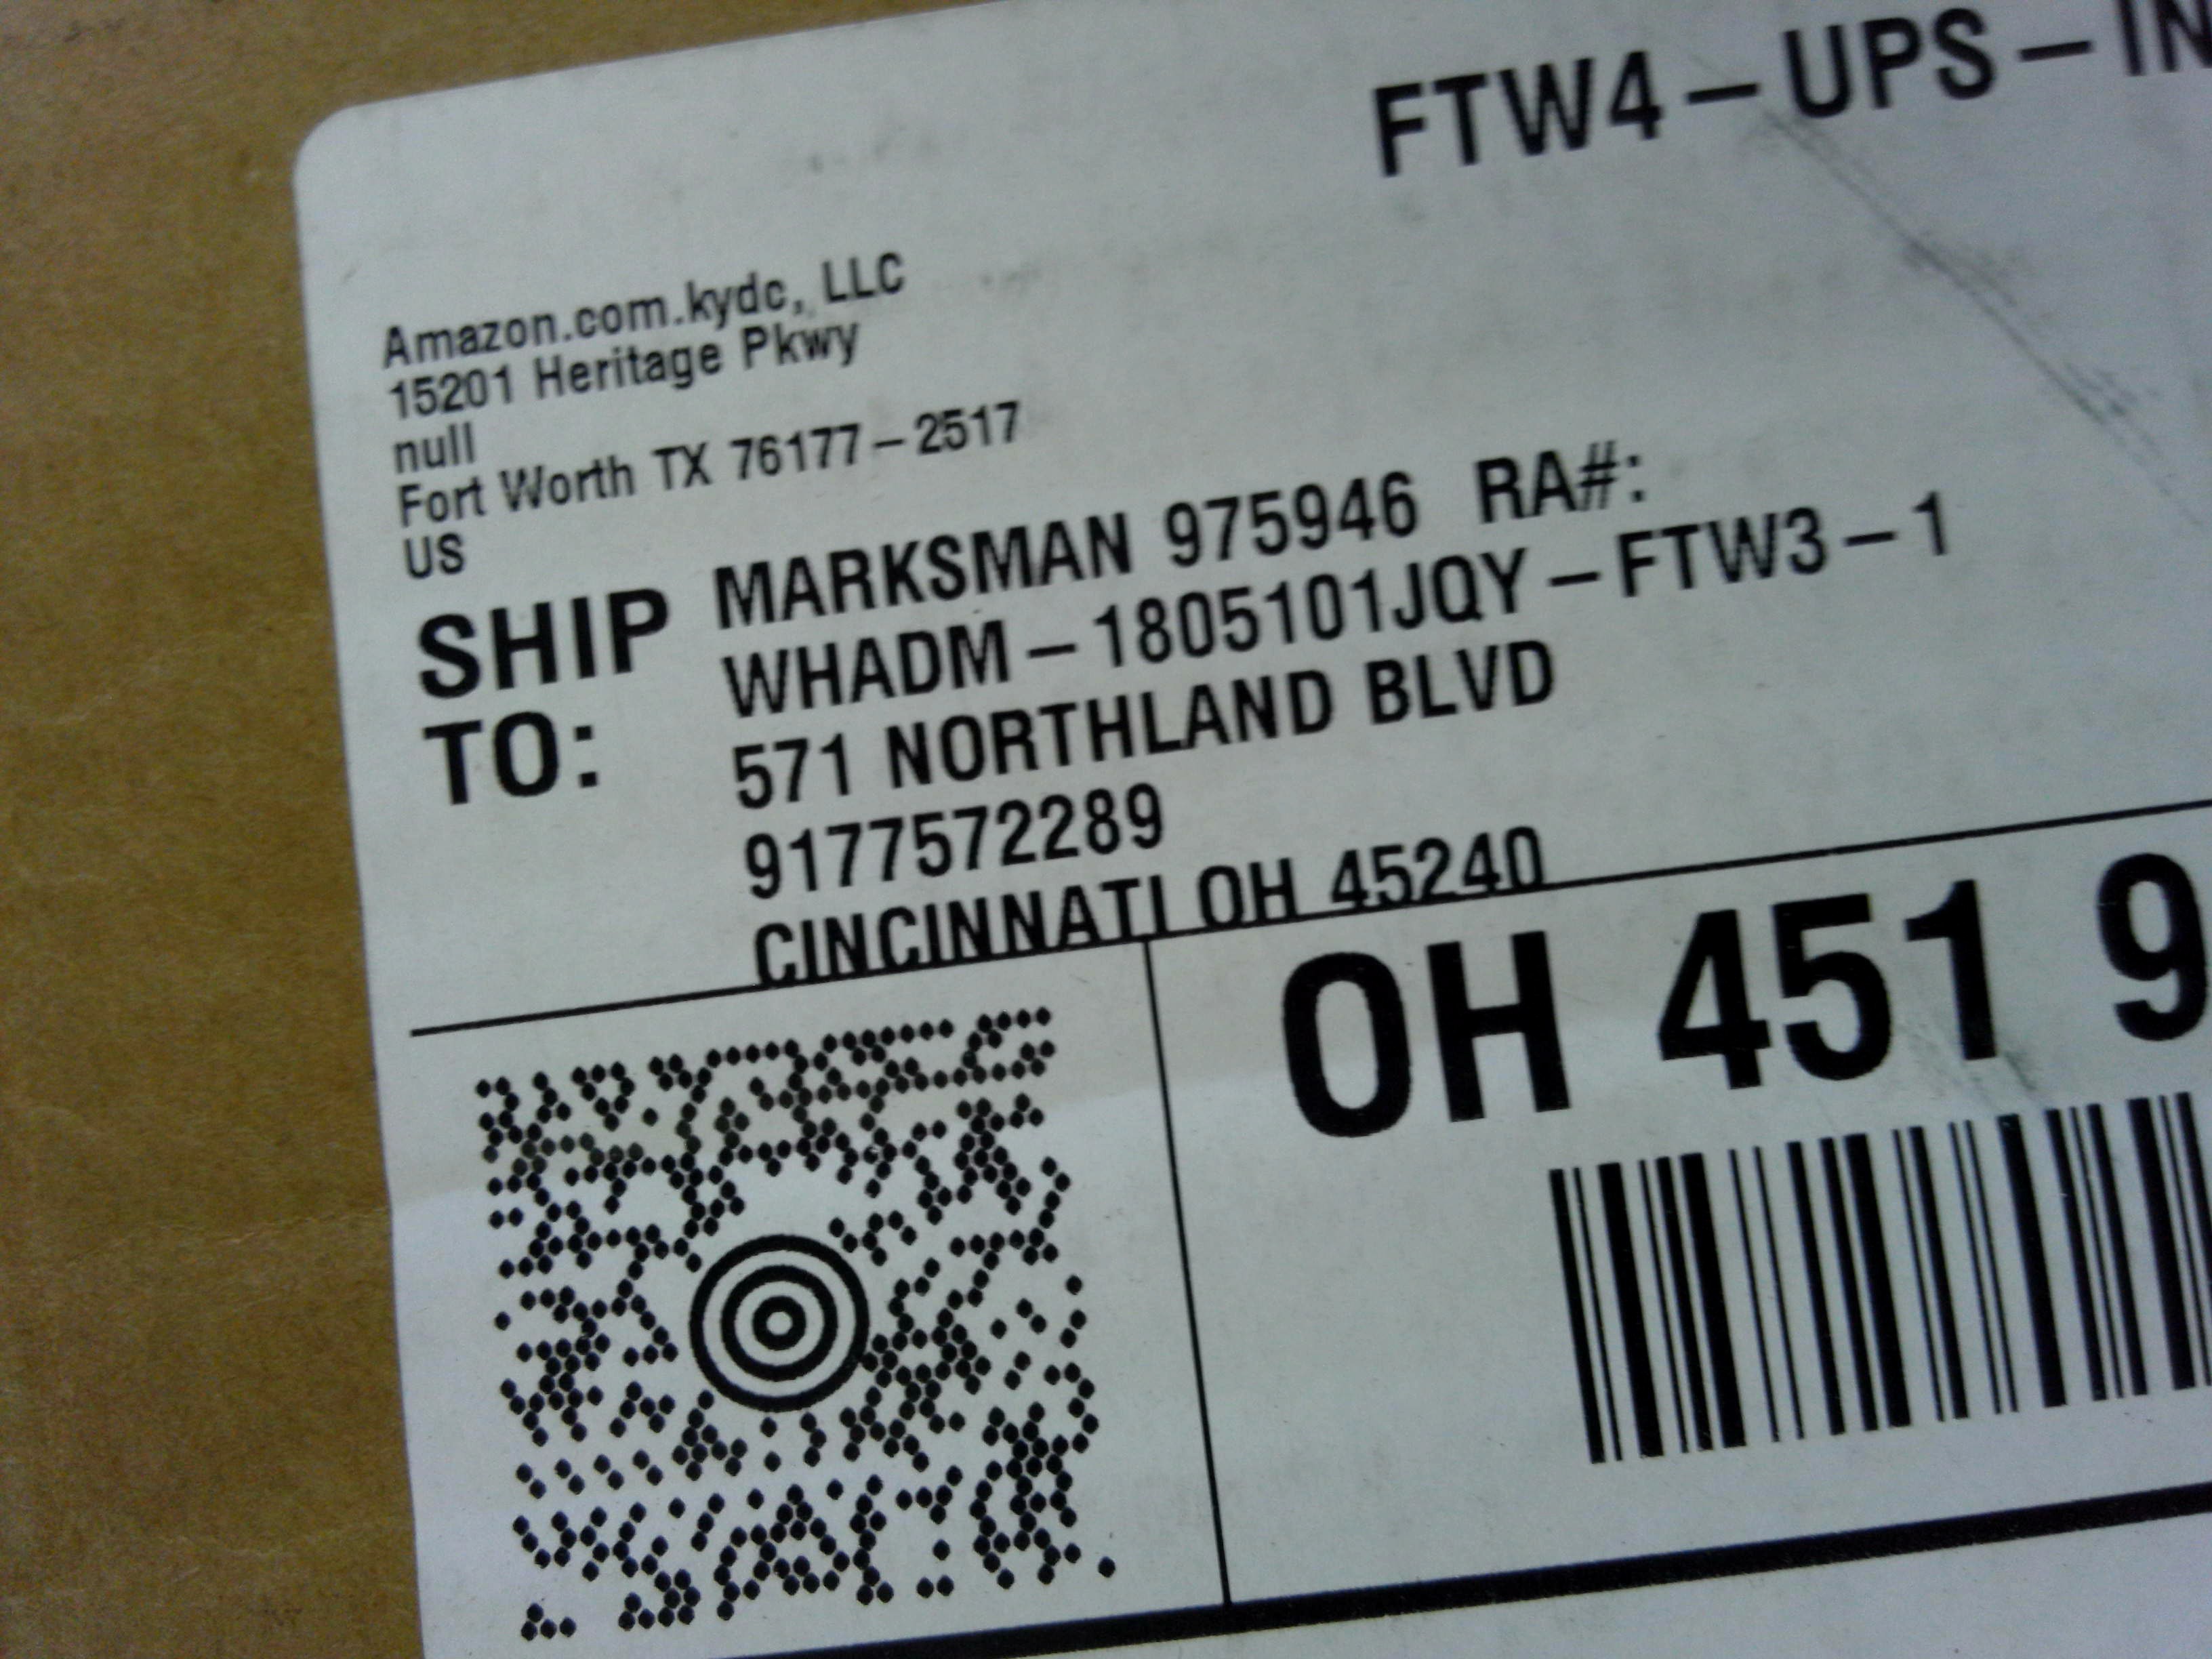 FTW4-UPS-IN
Amazon.com.kydc, LLC
15201 Heritage Pkwy
null
Fort Worth TX 76177-2517
US
SHIP TO:
MARKSMAN 975946 RA#:
WHADM-1805101JQY-FTW3-1
571 NORTHLAND BLVD
9177572289
CINCINNATI OH 45240
OH 451 9